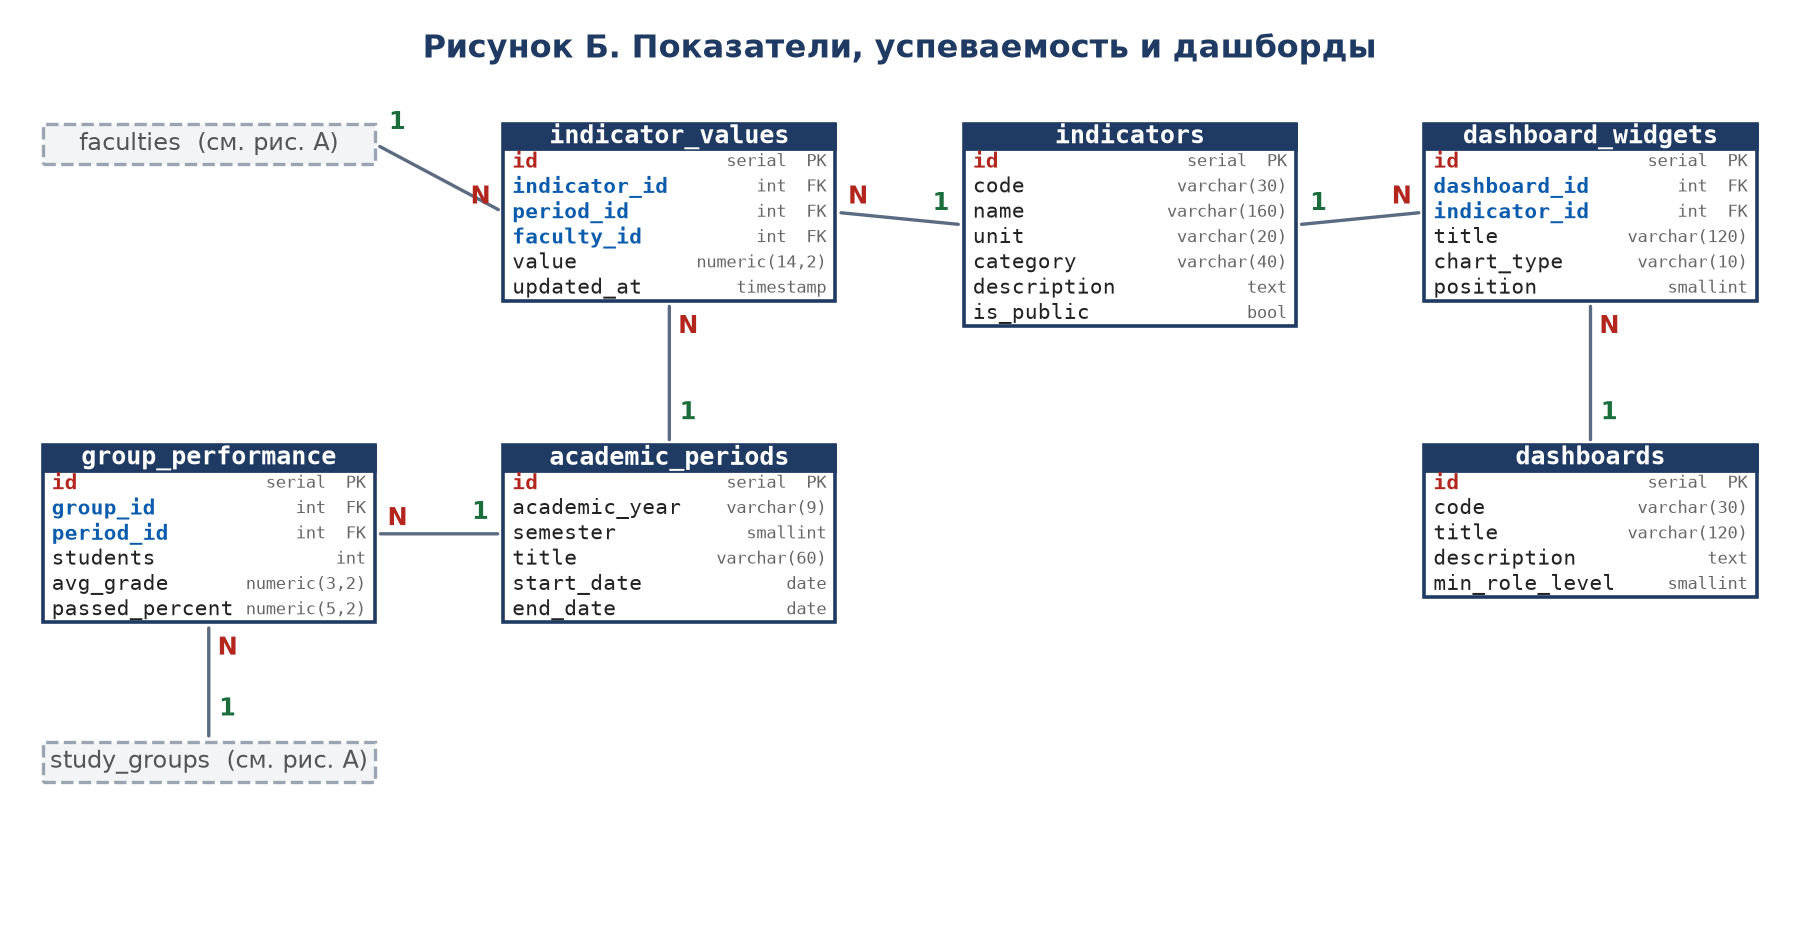 Рисунок Б. Показатели, успеваемость и дашборды
faculties (см. рис. А)
1
N
indicator_values
id serial PK
indicator_id int FK
period_id int FK
faculty_id int FK
value numeric(14,2)
updated_at timestamp
N
1
indicators
id serial PK
code varchar(30)
name varchar(160)
unit varchar(20)
category varchar(40)
description text
is_public bool
1
N
dashboard_widgets
id serial PK
dashboard_id int FK
indicator_id int FK
title varchar(120)
chart_type varchar(10)
position smallint
N
1
N
1
group_performance
id serial PK
group_id int FK
period_id int FK
students int
avg_grade numeric(3,2)
passed_percent numeric(5,2)
N
1
academic_periods
id serial PK
academic_year varchar(9)
semester smallint
title varchar(60)
start_date date
end_date date
dashboards
id serial PK
code varchar(30)
title varchar(120)
description text
min_role_level smallint
N
1
study_groups (см. рис. А)